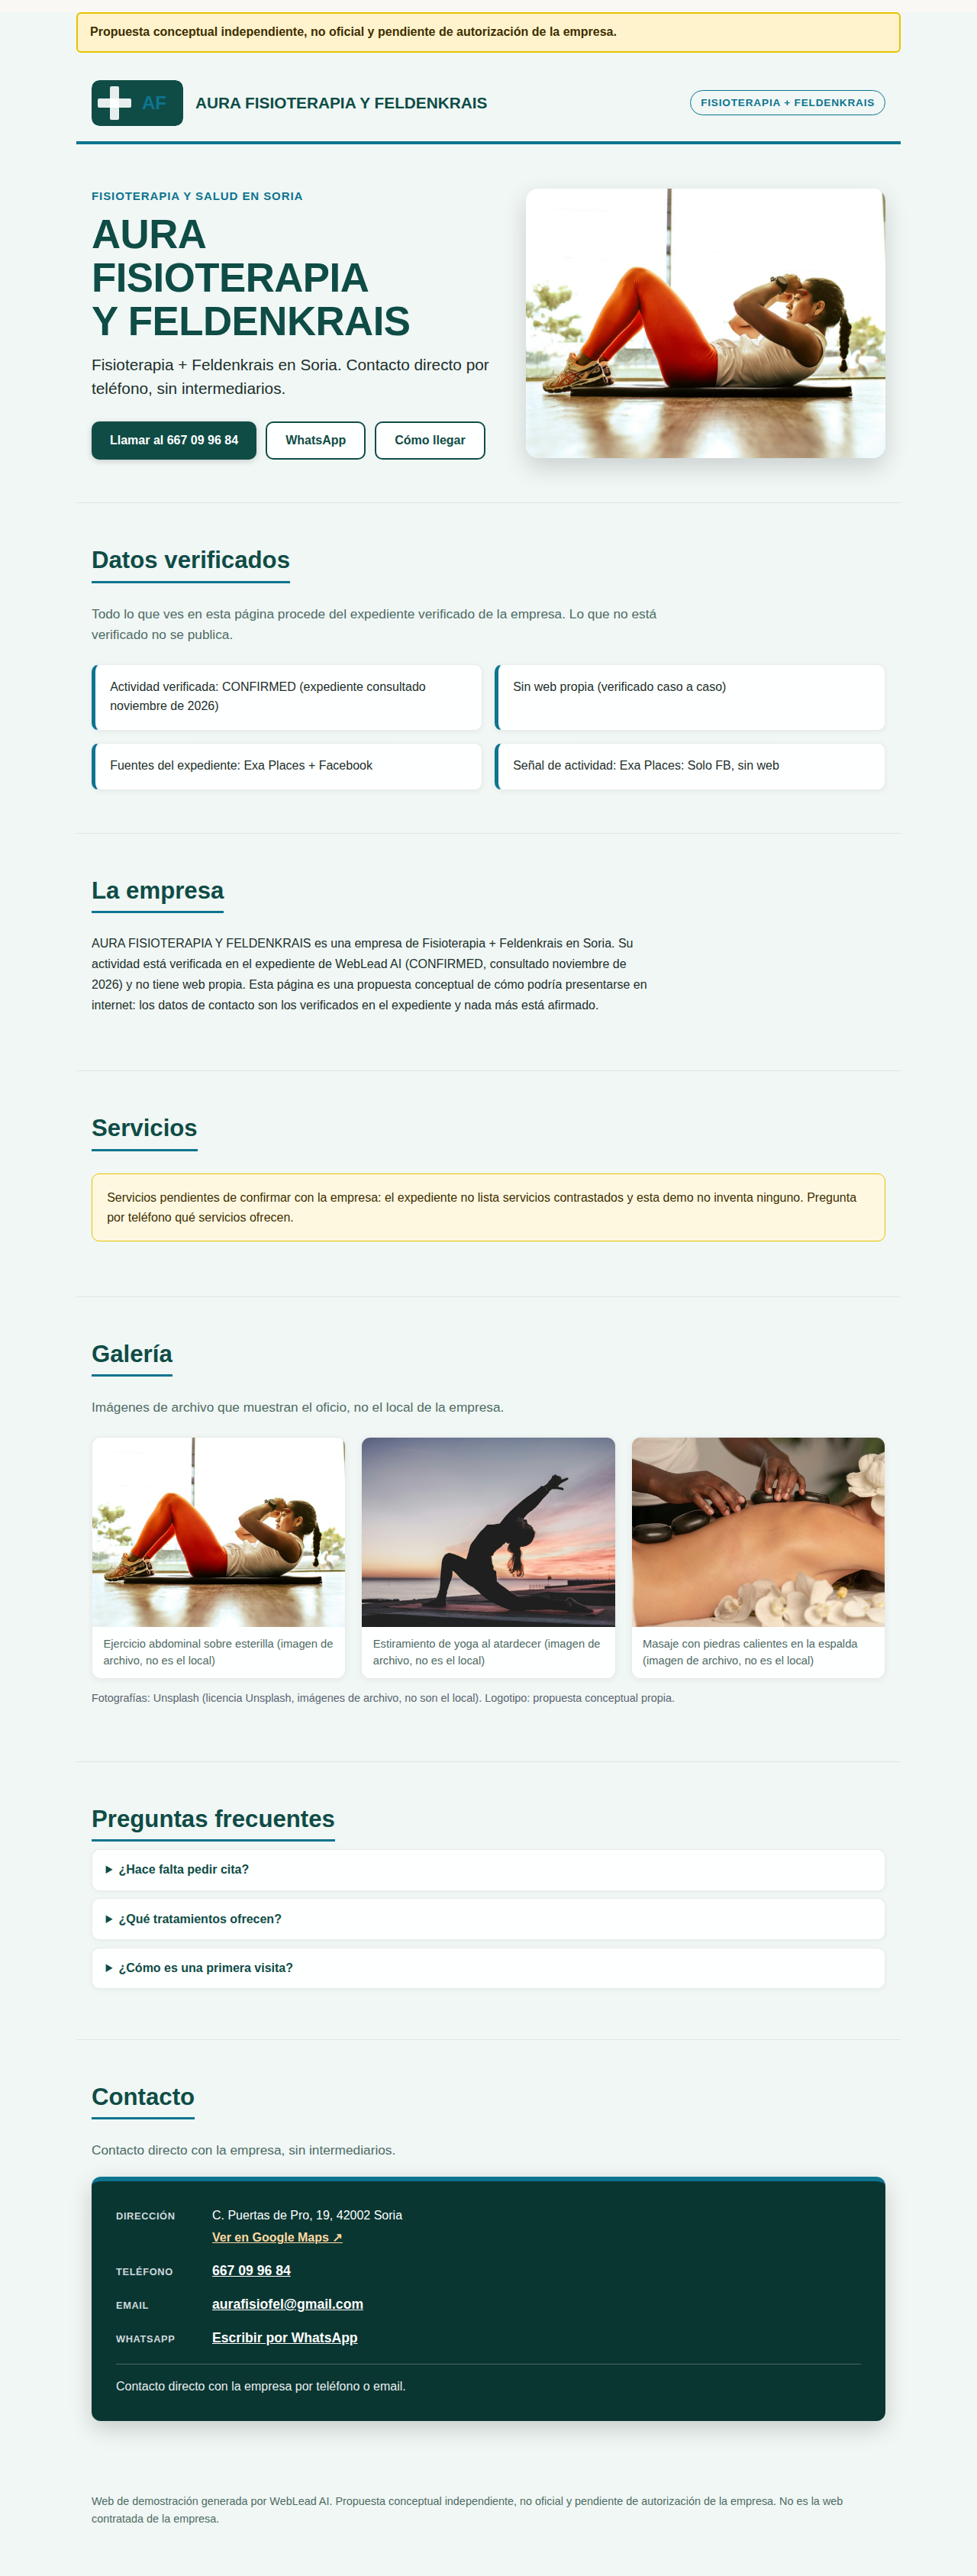 Propuesta conceptual independiente, no oficial y pendiente de autorización de la empresa.
AF
AURA FISIOTERAPIA Y FELDENKRAIS
FISIOTERAPIA + FELDENKRAIS
FISIOTERAPIA Y SALUD EN SORIA
AURA
FISIOTERAPIA
Y FELDENKRAIS
Fisioterapia + Feldenkrais en Soria. Contacto directo por
teléfono, sin intermediarios.
Llamar al 667 09 96 84
WhatsApp
Cómo llegar
Datos verificados
Todo lo que ves en esta página procede del expediente verificado de la empresa. Lo que no está
verificado no se publica.
Actividad verificada: CONFIRMED (expediente consultado
noviembre de 2026)
Sin web propia (verificado caso a caso)
Fuentes del expediente: Exa Places + Facebook
Señal de actividad: Exa Places: Solo FB, sin web
La empresa
AURA FISIOTERAPIA Y FELDENKRAIS es una empresa de Fisioterapia + Feldenkrais en Soria. Su
actividad está verificada en el expediente de WebLead AI (CONFIRMED, consultado noviembre de
2026) y no tiene web propia. Esta página es una propuesta conceptual de cómo podría presentarse en
internet: los datos de contacto son los verificados en el expediente y nada más está afirmado.
Servicios
Servicios pendientes de confirmar con la empresa: el expediente no lista servicios contrastados y esta demo no inventa ninguno. Pregunta
por teléfono qué servicios ofrecen.
Galería
Imágenes de archivo que muestran el oficio, no el local de la empresa.
Ejercicio abdominal sobre esterilla (imagen de
archivo, no es el local)
Estiramiento de yoga al atardecer (imagen de
archivo, no es el local)
Masaje con piedras calientes en la espalda
(imagen de archivo, no es el local)
Fotografías: Unsplash (licencia Unsplash, imágenes de archivo, no son el local). Logotipo: propuesta conceptual propia.
Preguntas frecuentes
¿Hace falta pedir cita?
¿Qué tratamientos ofrecen?
¿Cómo es una primera visita?
Contacto
Contacto directo con la empresa, sin intermediarios.
DIRECCIÓN
C. Puertas de Pro, 19, 42002 Soria
Ver en Google Maps ↗
TELÉFONO
667 09 96 84
EMAIL
aurafisiofel@gmail.com
WHATSAPP
Escribir por WhatsApp
Contacto directo con la empresa por teléfono o email.
Web de demostración generada por WebLead AI. Propuesta conceptual independiente, no oficial y pendiente de autorización de la empresa. No es la web
contratada de la empresa.